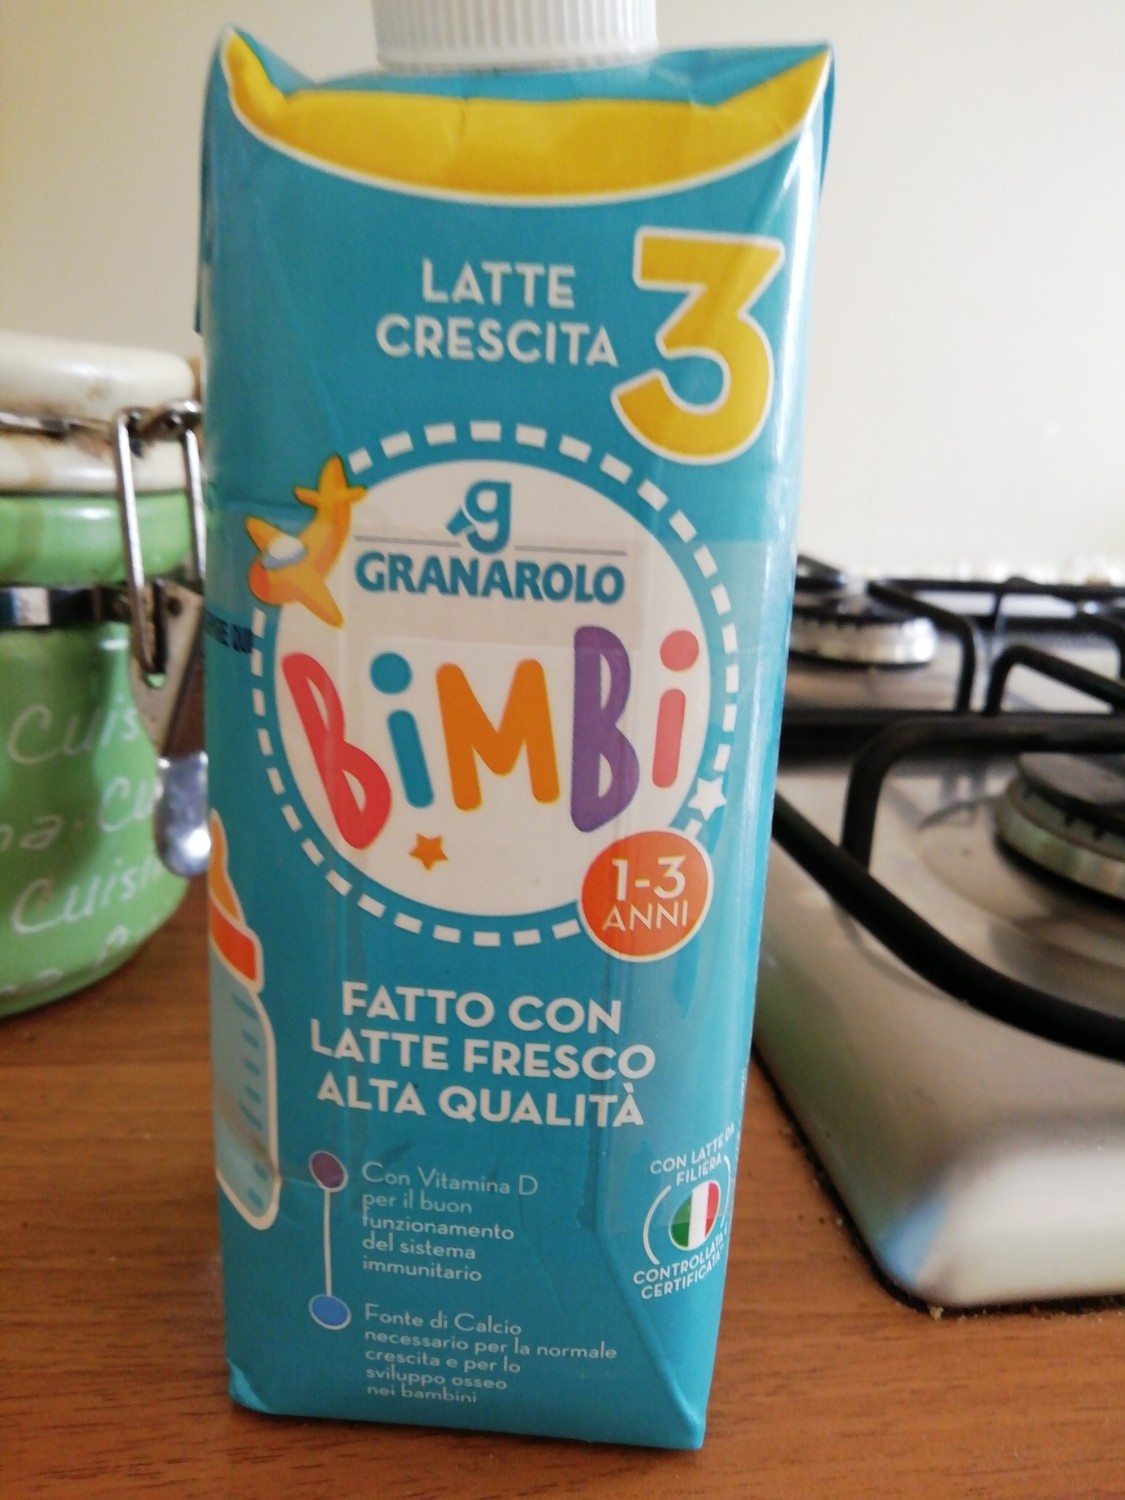 LATTE
CRESCITA
3
g
GRANAROLO
BiMBi
1-3
ANNI
FATTO CON
LATTE FRESCO
ALTA QUALITÀ
Con Vitamina D
per il buon
funzionamento
del sistema
immunitario
Fonte di Calcio
necessario per la normale
crescita e per lo
sviluppo osseo
nei bambini
CON LATTE DA
FILIERA
CONTROLLATA E
CERTIFICATA
Cuisine